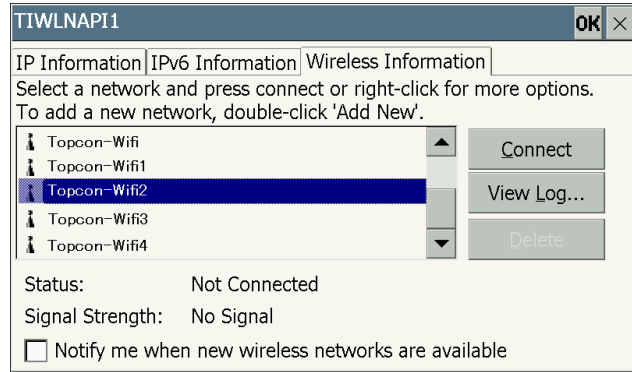 TIWLNAPI1 OK ×
IP Information IPv6 Information Wireless Information
Select a network and press connect or right-click for more options.
To add a new network, double-click 'Add New'.
Topcon-Wifi
Topcon-Wifi1
Topcon-Wifi2
Topcon-Wifi3
Topcon-Wifi4
Connect
View Log...
Delete
Status: Not Connected
Signal Strength: No Signal
Notify me when new wireless networks are available